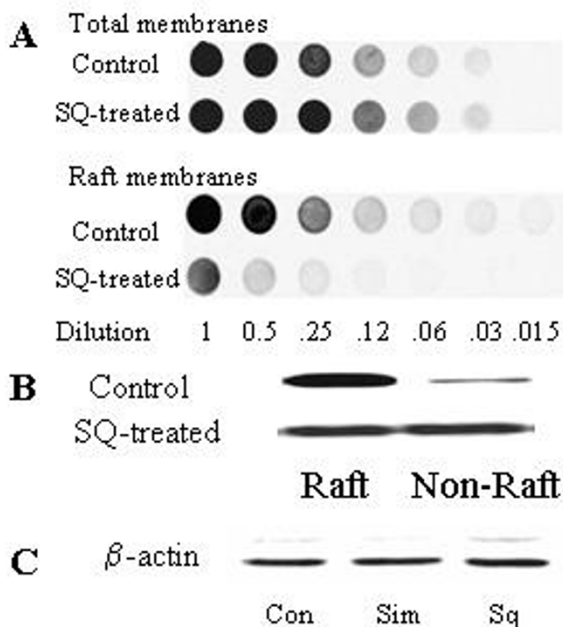 A Total membranes
Control
SQ-treated
Raft membranes
Control
SQ-treated
Dilution 1 0.5 .25 .12 .06 .03 .015
B Control
SQ-treated
Raft Non-Raft
C β-actin
Con Sim Sq